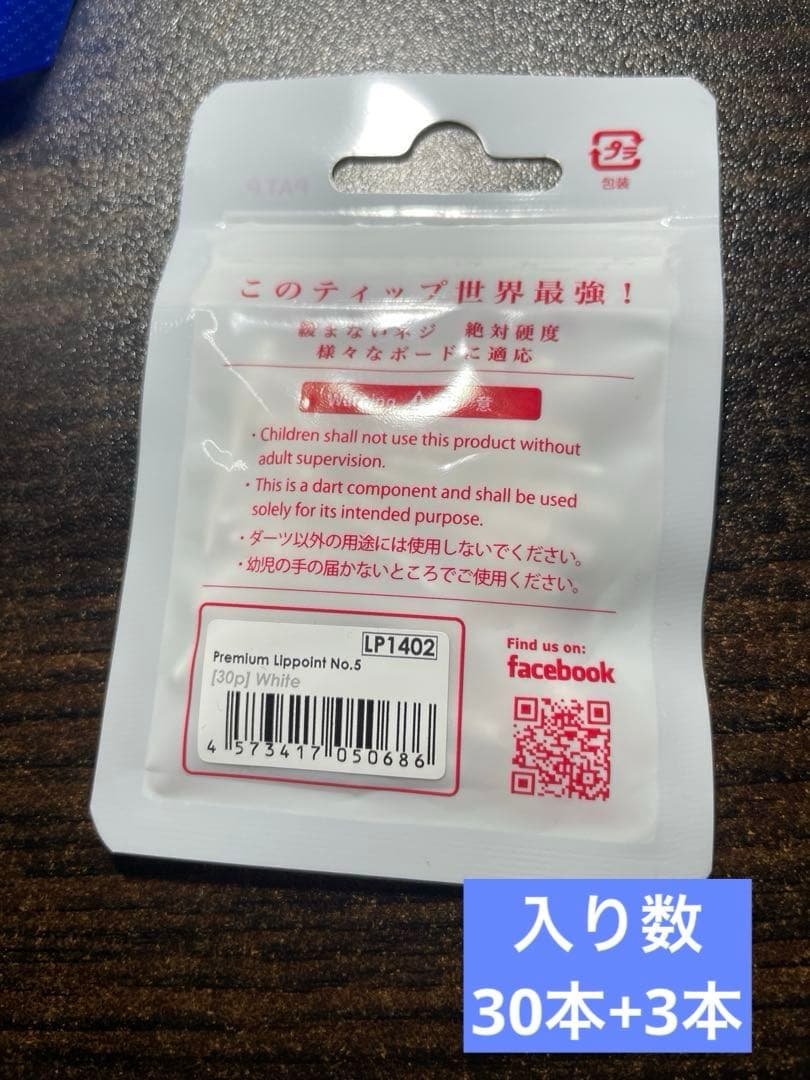 プラ
包装
このティップ世界最強！
緩まないネジ 絶対硬度
様々なボードに適応
Warning 意
・Children shall not use this product without
adult supervision.
・This is a dart component and shall be used
solely for its intended purpose.
・ダーツ以外の用途には使用しないでください。
・幼児の手の届かないところでご使用ください。
LP1402
Premium Lippoint No.5
[30p] White
4 573417 050686
Find us on:
facebook
入り数
30本+3本